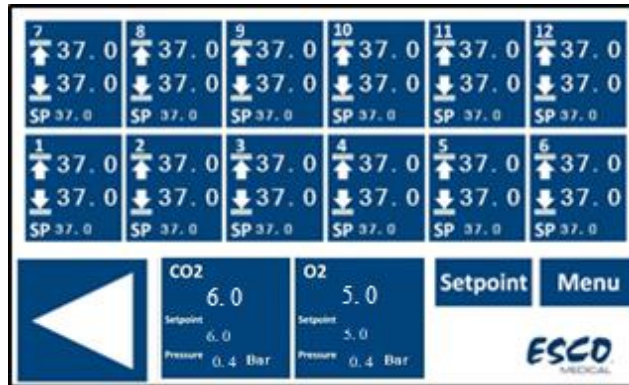 7 8 9 10 11 12
37.0 37.0 37.0 37.0 37.0 37.0
37.0 37.0 37.0 37.0 37.0 37.0
SP 37.0 SP 37.0 SP 37.0 SP 37.0 SP 37.0 SP 37.0
1 2 3 4 5 6
37.0 37.0 37.0 37.0 37.0 37.0
37.0 37.0 37.0 37.0 37.0 37.0
SP 37.0 SP 37.0 SP 37.0 SP 37.0 SP 37.0 SP 37.0
CO2
6.0
Setpoint
6.0
Pressure 0.4 Bar
O2
5.0
Setpoint
5.0
Pressure 0.4 Bar
Setpoint
Menu
ESCO
MEDICAL